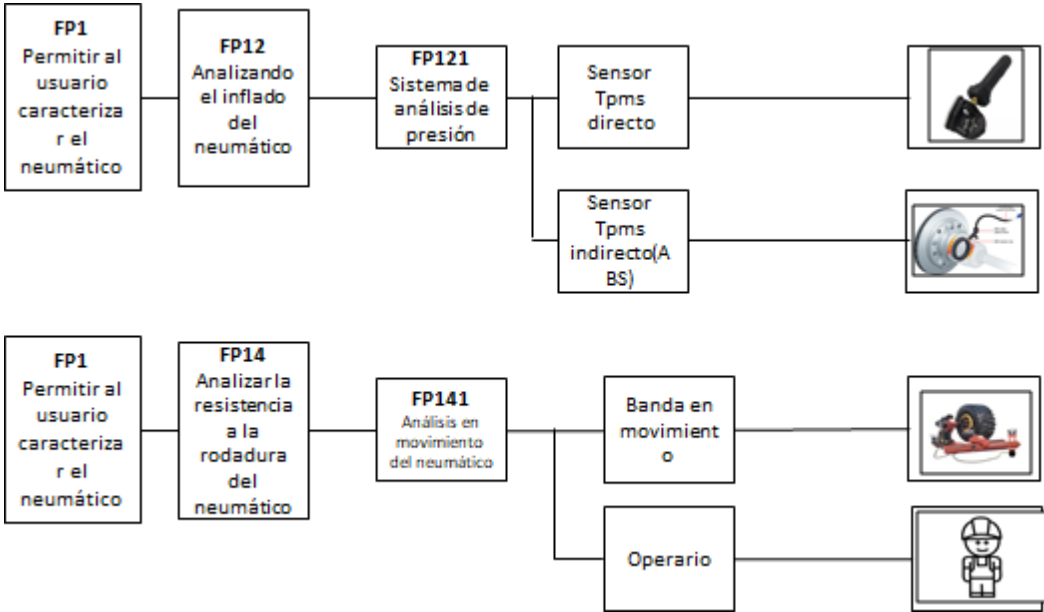 FP1
Permitir al
usuario
caracteriza
r el
neumático
FP12
Analizando
el inflado
del
neumático
FP121
Sistema de
análisis de
presión
Sensor
Tpms
directo
Sensor
Tpms
indirecto(A
BS)
FP1
Permitir al
usuario
caracteriza
r el
neumático
FP14
Analizar la
resistencia
a la
rodadura
del
neumático
FP141
Análisis en
movimiento
del neumático
Banda en
movimient
o
Operario